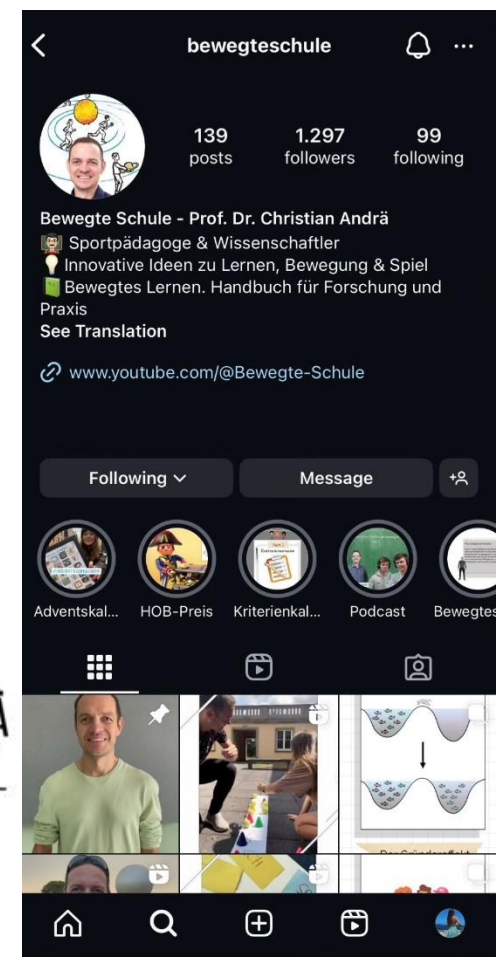 bewegteschule
139
posts
1.297
followers
99
following
Bewegte Schule - Prof. Dr. Christian Andrä
Sportpädagoge & Wissenschaftler
Innovative Ideen zu Lernen, Bewegung & Spiel
Bewegtes Lernen. Handbuch für Forschung und
Praxis
See Translation
www.youtube.com/@Bewegte-Schule
Following
Message
Adventskal...
HOB-Preis
Kriterienkal...
Podcast
Bewegtes
Ä
Der Gründereffekt